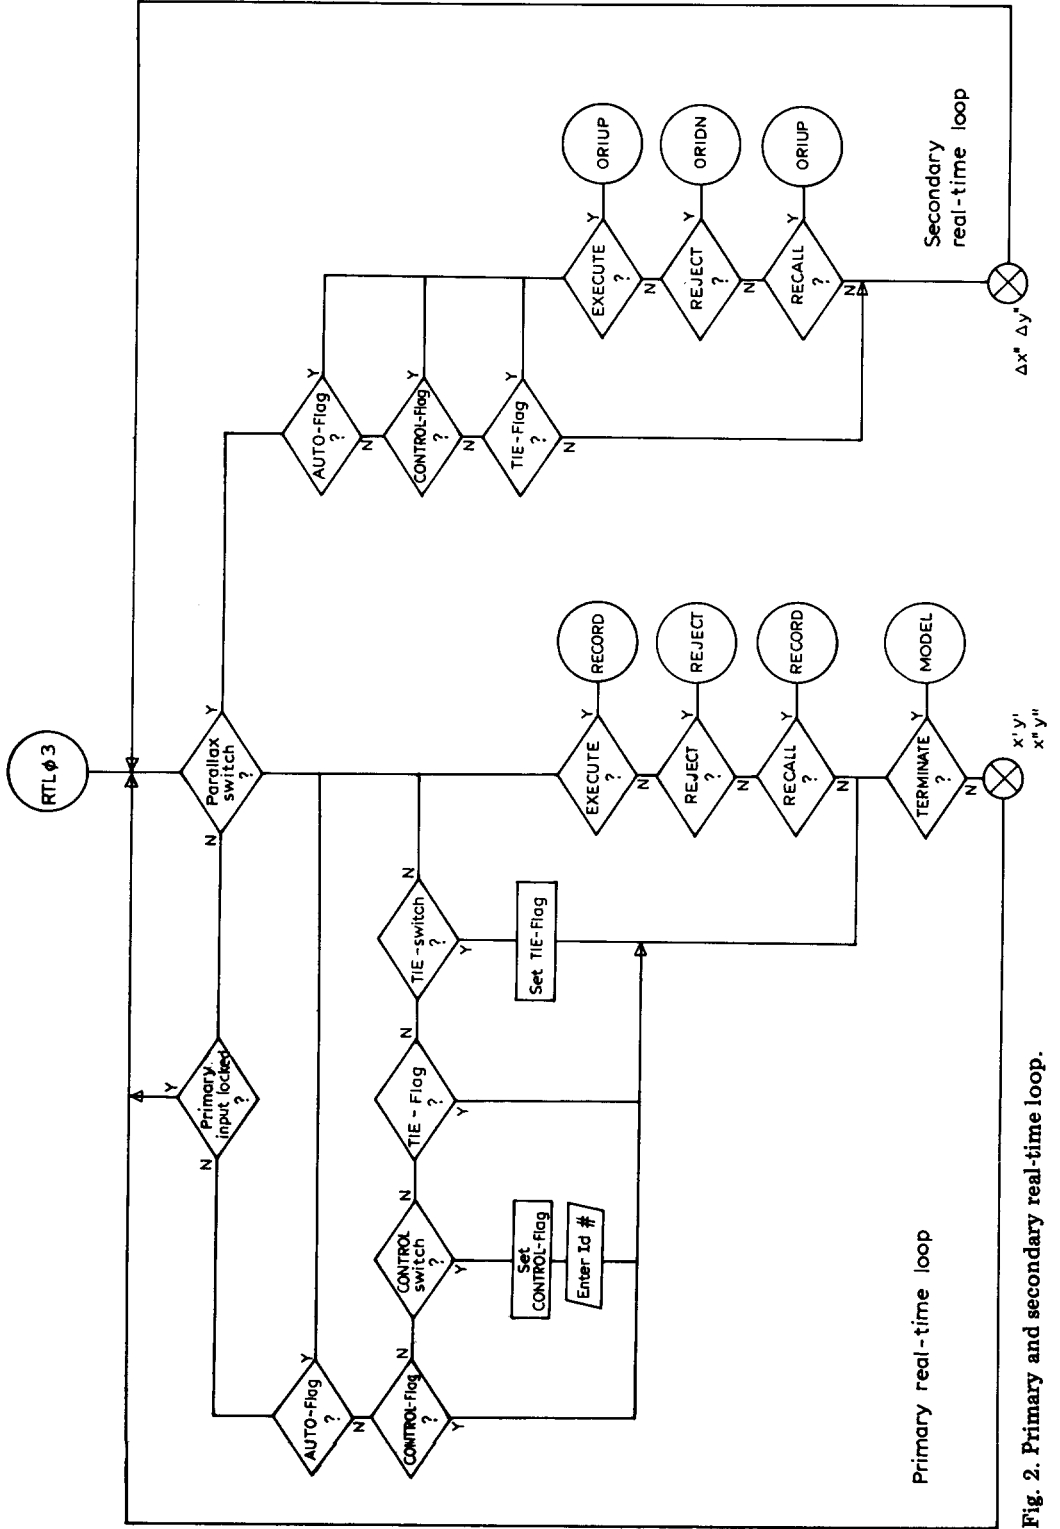 RTLφ3
Parallax
switch
?
Y
N
Primary
input locked
?
Y
N
AUTO-Flag
?
Y
N
CONTROL-Flag
?
N
Y
CONTROL
switch
?
N
Y
Set
CONTROL-Flag
Enter Id #
TIE-Flag
?
N
Y
TIE-switch
?
N
Y
Set TIE-Flag
EXECUTE
?
Y
N
RECORD
REJECT
?
Y
N
REJECT
RECALL
?
Y
N
RECORD
TERMINATE
?
Y
N
MODEL
x' y'
x" y"
Primary real-time loop
AUTO-Flag
?
Y
N
CONTROL-Flag
?
Y
N
TIE-Flag
?
Y
N
EXECUTE
?
Y
N
ORIUP
REJECT
?
Y
N
ORIDN
RECALL
?
Y
N
ORIUP
Δx" Δy"
Secondary
real-time loop
Fig. 2. Primary and secondary real-time loop.